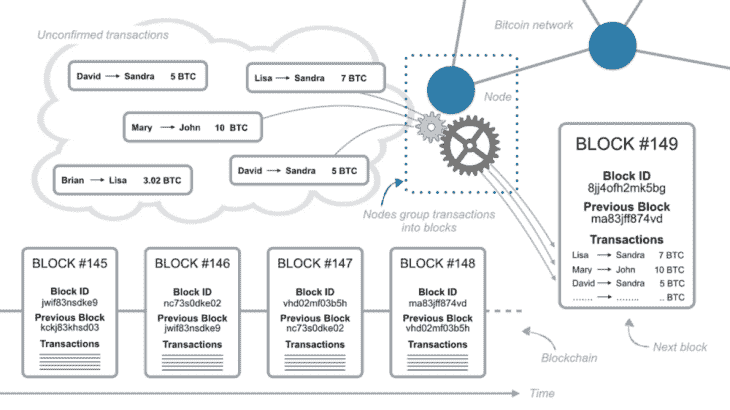 Unconfirmed transactions
David → Sandra 5 BTC
Lisa → Sandra 7 BTC
Mary → John 10 BTC
Brian → Lisa 3.02 BTC
David → Sandra 5 BTC
Bitcoin network
Node
Nodes group transactions
into blocks
BLOCK #149
Block ID
8jj4ofh2mk5bg
Previous Block
ma83jff874vd
Transactions
Lisa → Sandra 7 BTC
Mary → John 10 BTC
David → Sandra 5 BTC
....... → ........ .. BTC
Next block
BLOCK #145
Block ID
jwif83nsdke9
Previous Block
kckj83khsd03
Transactions
BLOCK #146
Block ID
nc73s0dke02
Previous Block
jwif83nsdke9
Transactions
BLOCK #147
Block ID
vhd02mf03b5h
Previous Block
nc73s0dke02
Transactions
BLOCK #148
Block ID
ma83jff874vd
Previous Block
vhd02mf03b5h
Transactions
Blockchain
Time